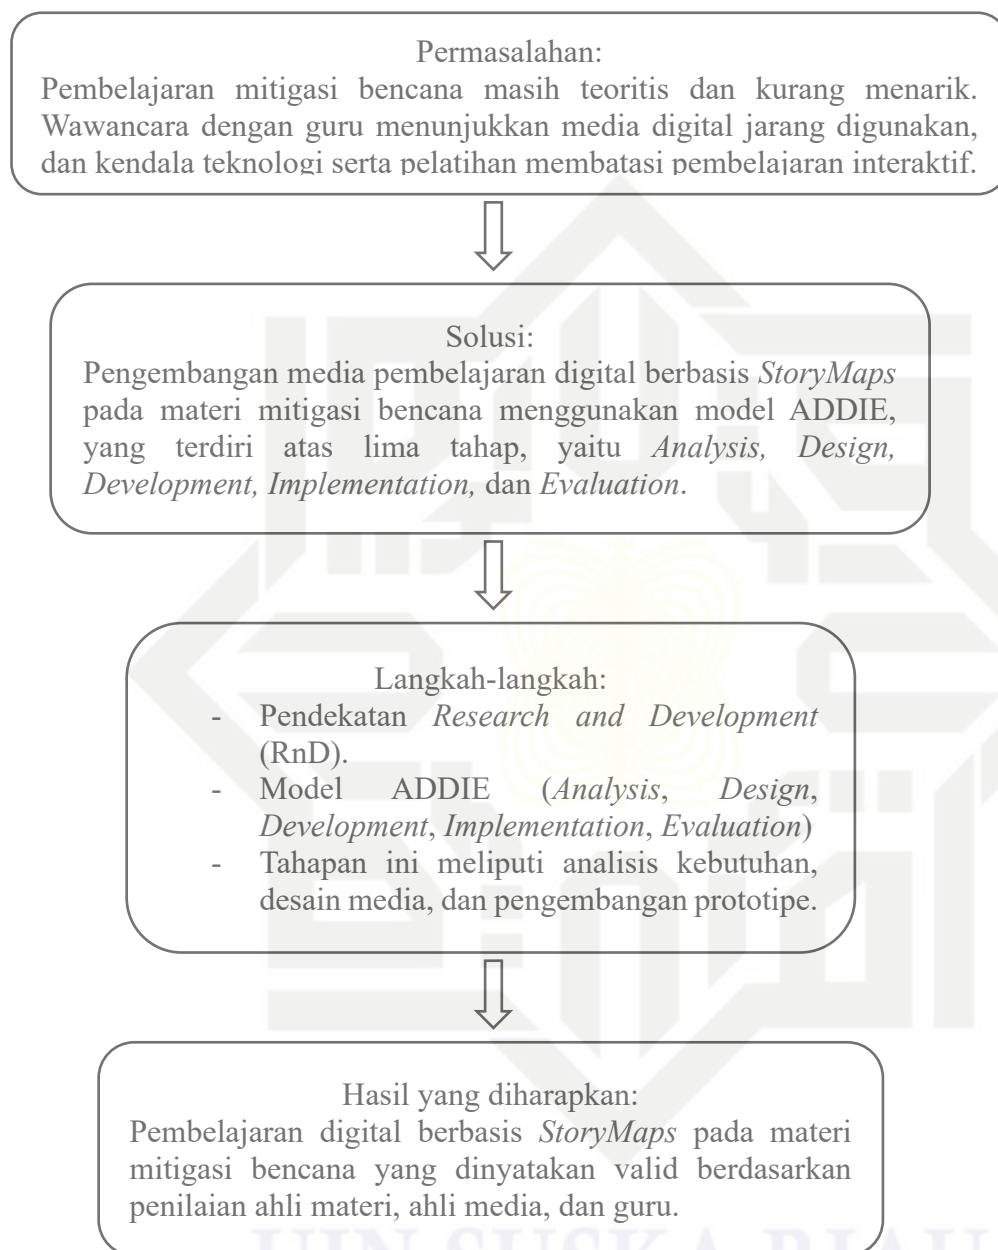 Permasalahan:
Pembelajaran mitigasi bencana masih teoritis dan kurang menarik.
Wawancara dengan guru menunjukkan media digital jarang digunakan,
dan kendala teknologi serta pelatihan membatasi pembelajaran interaktif.
Solusi:
Pengembangan media pembelajaran digital berbasis StoryMaps
pada materi mitigasi bencana menggunakan model ADDIE,
yang terdiri atas lima tahap, yaitu Analysis, Design,
Development, Implementation, dan Evaluation.
Langkah-langkah:
- Pendekatan Research and Development
(RnD).
- Model ADDIE (Analysis, Design,
Development, Implementation, Evaluation)
- Tahapan ini meliputi analisis kebutuhan,
desain media, dan pengembangan prototipe.
Hasil yang diharapkan:
Pembelajaran digital berbasis StoryMaps pada materi
mitigasi bencana yang dinyatakan valid berdasarkan
penilaian ahli materi, ahli media, dan guru.
UIN SUSKA RIAU